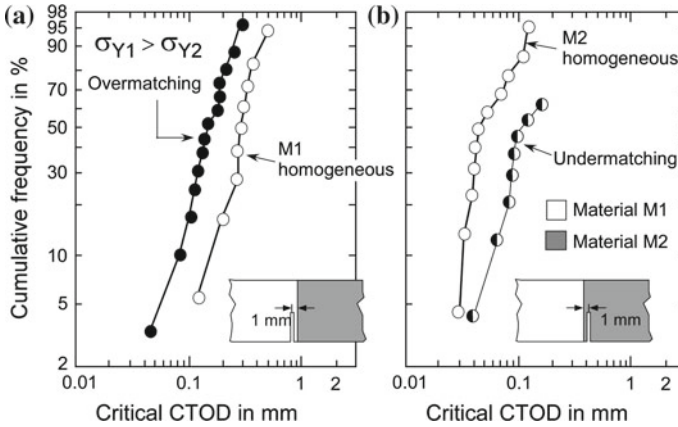 (a)
98
95
90
70
50
30
10
5
2
Cumulative frequency in %
σY1 > σY2
Overmatching
M1
homogeneous
1 mm
0.01
0.1
1
2
Critical CTOD in mm
(b)
M2
homogeneous
Undermatching
Material M1
Material M2
1 mm
0.01
0.1
1
2
Critical CTOD in mm